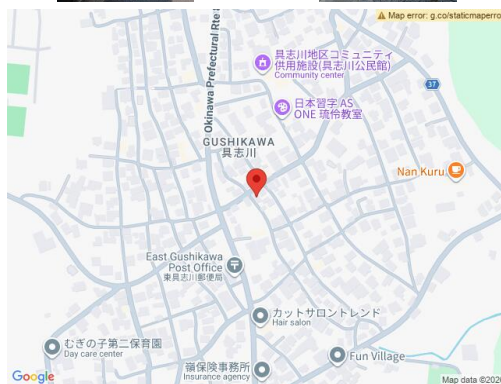 Map error: g.co/staticmaperro
Okinawa Prefectural Rte
具志川地区コミュニティ
供用施設(具志川公民館)
Community center
37
日本習字 AS
ONE 琉伶教室
GUSHIKAWA
具志川
Nan Kuru
East Gushikawa
Post Office
東具志川郵便局
カットサロントレンド
Hair salon
むぎの子第二保育園
Day care center
嶺保険事務所
Insurance agency
Fun Village
Google
Map data ©2026